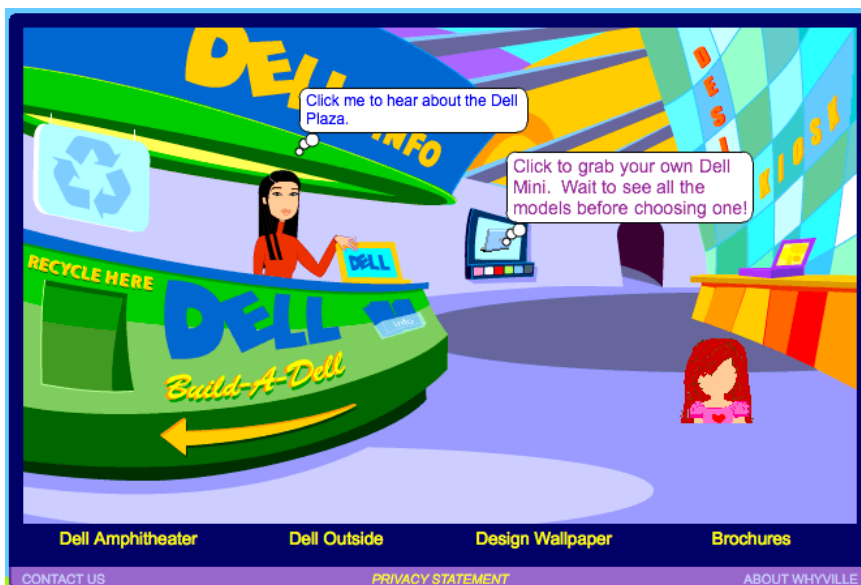 DELL INFO
Click me to hear about the Dell
Plaza.
DESI
KIOSK
Click to grab your own Dell
Mini. Wait to see all the
models before choosing one!
DELL
RECYCLE HERE
DELL
info
Build-A-Dell
Dell Amphitheater
Dell Outside
Design Wallpaper
Brochures
CONTACT US
PRIVACY STATEMENT
ABOUT WHYVILLE